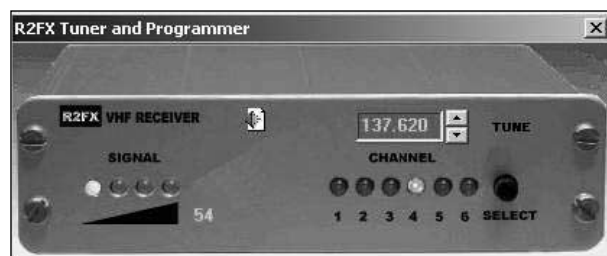 R2FX Tuner and Programmer
R2FX VHF RECEIVER
137.620
TUNE
SIGNAL
CHANNEL
54
1 2 3 4 5 6 SELECT